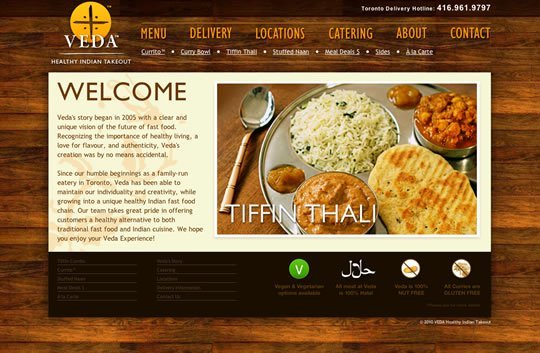 Toronto Delivery Hotline: 416.961.9797
VEDA™
HEALTHY INDIAN TAKEOUT
MENU DELIVERY LOCATIONS CATERING ABOUT CONTACT
Currito™ • Curry Bowl • Tiffin Thali • Stuffed Naan • Meal Deals 5 • Sides • À la Carte
WELCOME
Veda's story began in 2005 with a clear and
unique vision of the future of fast food.
Recognizing the importance of healthy living, a
love for flavour, and authenticity, Veda's
creation was by no means accidental.
Since our humble beginnings as a family-run
eatery in Toronto, Veda has been able to
maintain our individuality and creativity, while
growing into a unique healthy Indian fast food
chain. Our team takes great pride in offering
customers a healthy alternative to both
traditional fast food and Indian cuisine. We hope
you enjoy your Veda Experience!
TIFFIN THALI
Tiffin Currito
Currito™
Stuffed Naan
Meal Deals 5
À la Carte
Veda's Story
Catering
Locations
Delivery Information
Contact Us
V
Vegan & Vegetarian
options available
حلال
All meat at Veda
is 100% Halal
Veda is 100%
NUT FREE
All Curries are
GLUTEN FREE
© 2010 VEDA Healthy Indian Takeout